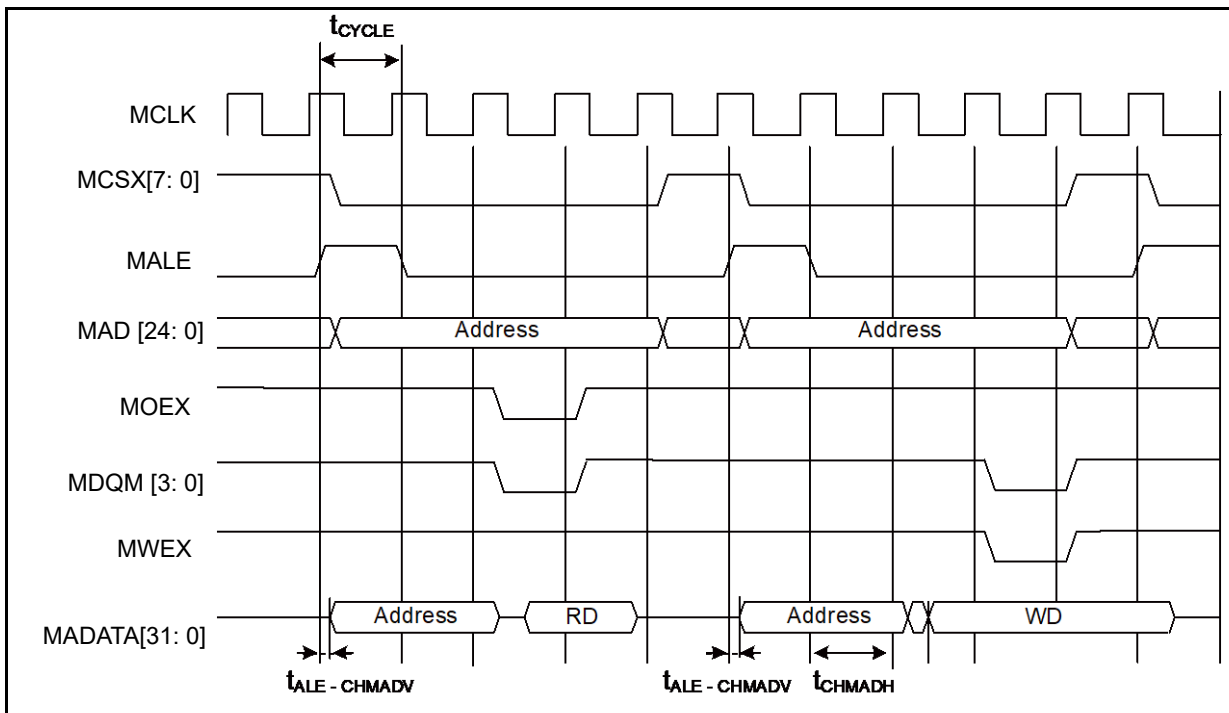 tCYCLE
MCLK
MCSX[7: 0]
MALE
MAD [24: 0]
Address
Address
MOEX
MDQM [3: 0]
MWEX
MADATA[31: 0]
Address
RD
Address
WD
tALE - CHMADV
tALE - CHMADV
tCHMADH